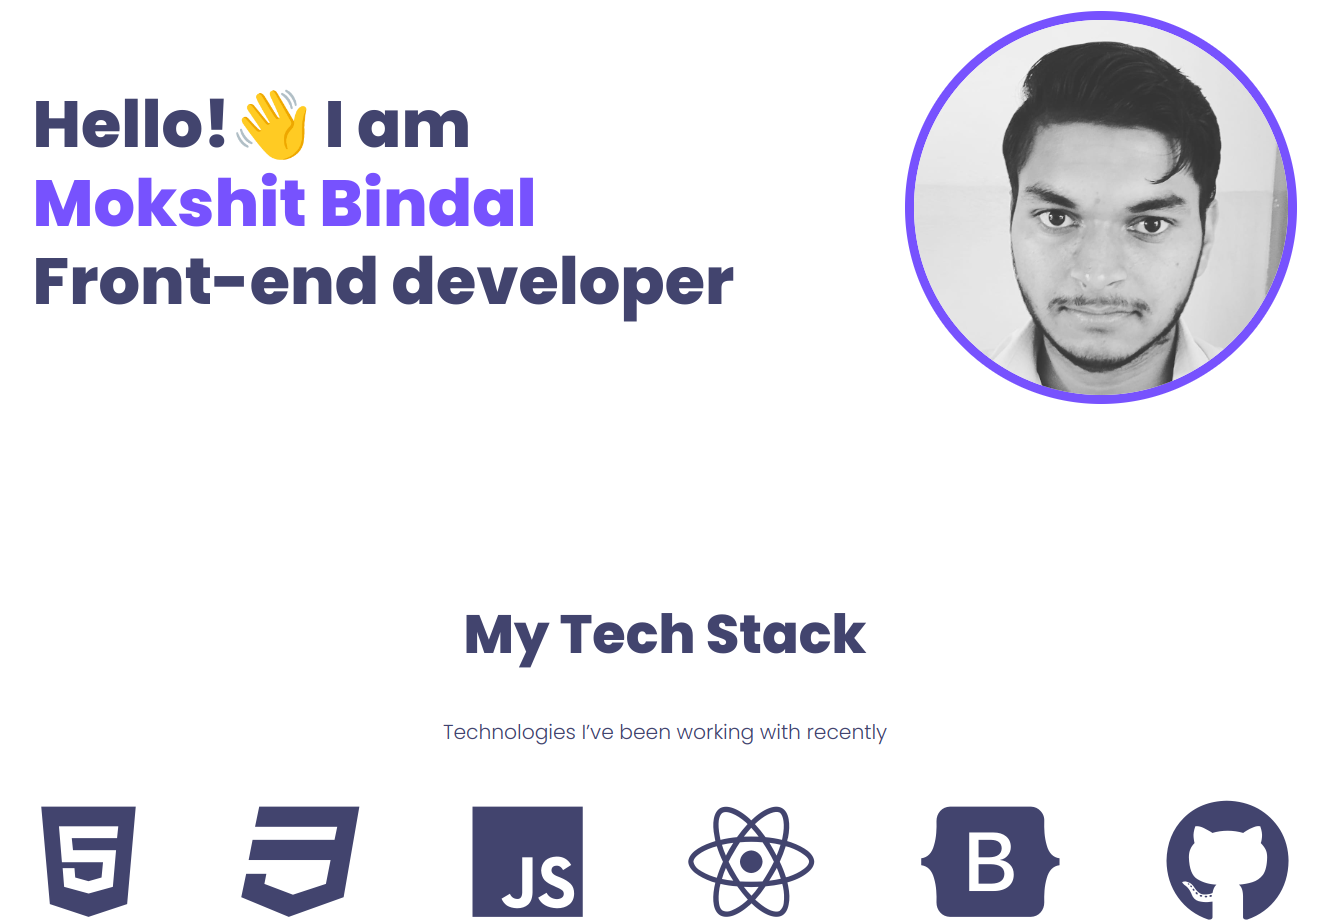 Hello!👋 I am
Mokshit Bindal
Front-end developer
My Tech Stack
Technologies I’ve been working with recently
5
JS
B